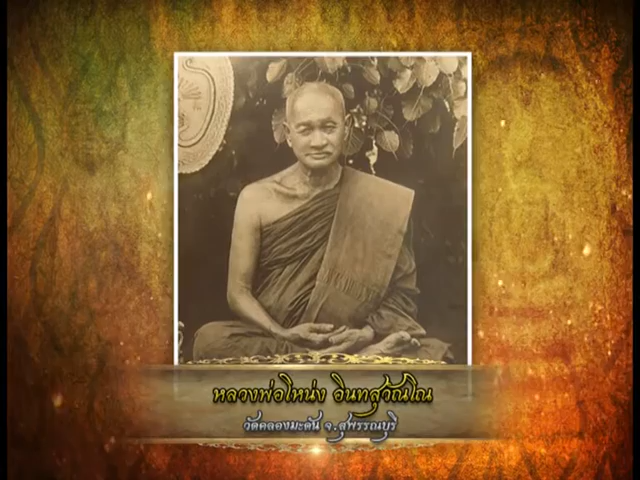 หลวงพ่อโหน่ง อินทสุวัณโณ
วัดคลองมะดัน จ.สุพรรณบุรี